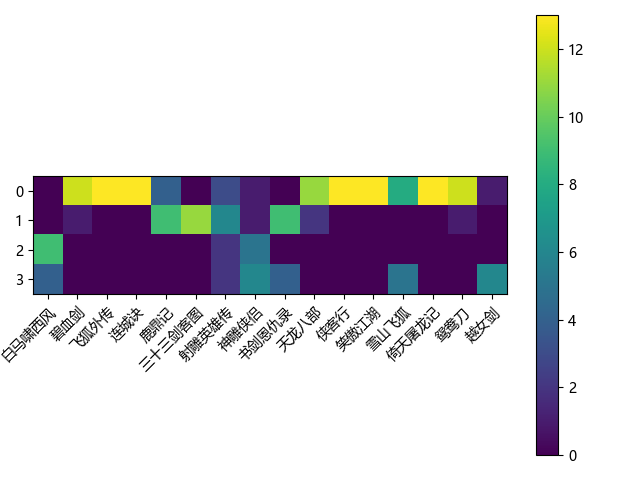 0
1
2
3
白马啸西风
碧血剑
飞狐外传
连城诀
鹿鼎记
三十三剑客图
射雕英雄传
神雕侠侣
书剑恩仇录
天龙八部
侠客行
笑傲江湖
雪山飞狐
倚天屠龙记
鸳鸯刀
越女剑
12
10
8
6
4
2
0